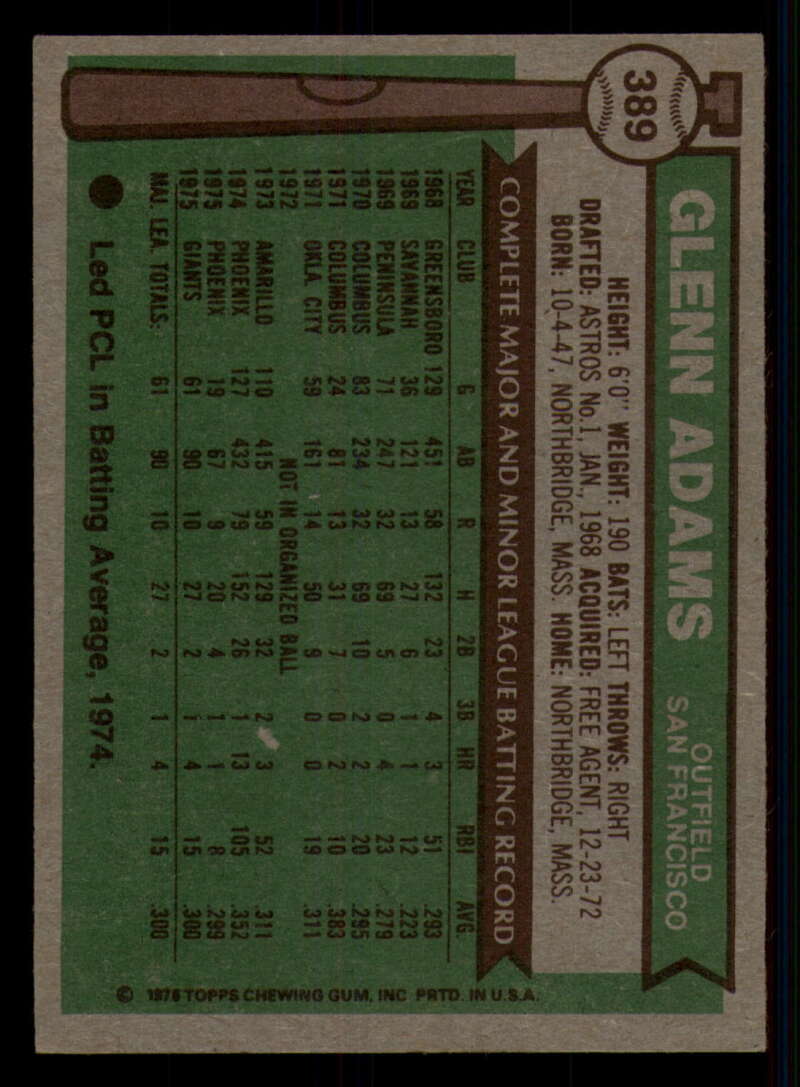 389
GLENN ADAMS
OUTFIELD
SAN FRANCISCO
HEIGHT: 6'0" WEIGHT: 190 BATS: LEFT THROWS: RIGHT
DRAFTED: ASTROS No.1, JAN., 1968 ACQUIRED: FREE AGENT, 12-23-72
BORN: 10-4-47, NORTHBRIDGE, MASS. HOME: NORTHBRIDGE, MASS.
COMPLETE MAJOR AND MINOR LEAGUE BATTING RECORD
YEAR CLUB G AB R H 2B 3B HR RBI AVG.
1968 GREENSBORO 129 451 58 132 23 4 3 51 .293
1969 SAVANNAH 36 121 13 27 6 1 1 12 .223
1969 PENINSULA 71 247 32 69 5 0 4 23 .279
1970 COLUMBUS 83 234 32 69 10 2 2 20 .295
1971 COLUMBUS 24 81 13 31 7 0 2 10 .383
1971 OKLA. CITY 59 161 14 50 9 0 0 19 .311
1972 NOT IN ORGANIZED BALL
1973 AMARILLO 110 415 59 129 32 2 3 52 .311
1974 PHOENIX 127 432 79 152 26 1 13 105 .352
1975 PHOENIX 19 67 9 20 4 1 1 8 .299
1975 GIANTS 61 90 10 27 2 1 4 15 .300
MAJ. LEA. TOTALS: 61 90 10 27 2 1 4 15 .300
Led PCL in Batting Average, 1974.
© 1976 TOPPS CHEWING GUM, INC PRTD. IN U.S.A.